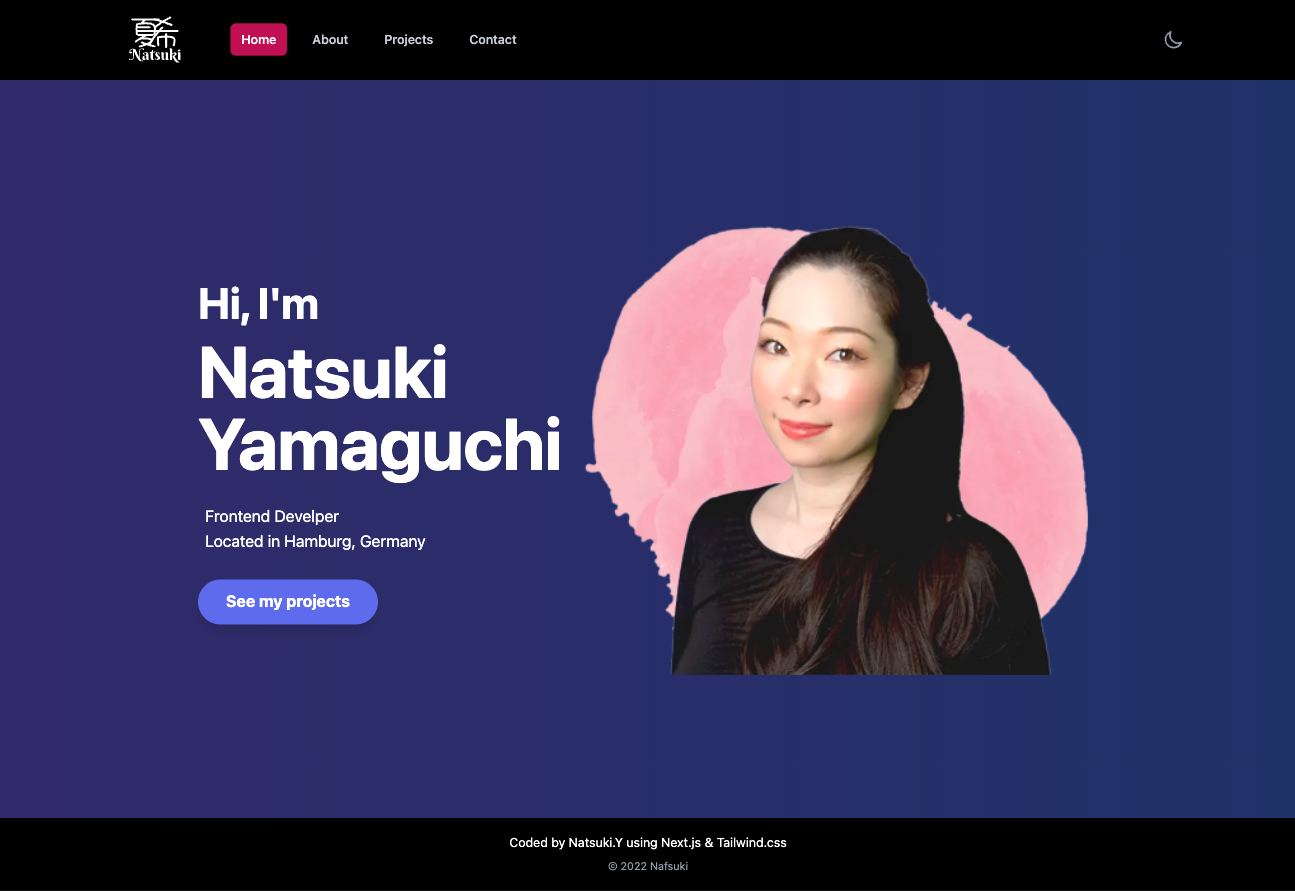 夏希
Natsuki
Home
About
Projects
Contact
Hi, I'm
Natsuki
Yamaguchi
Frontend Develper
Located in Hamburg, Germany
See my projects
Coded by Natsuki.Y using Next.js & Tailwind.css
© 2022 Nafsuki